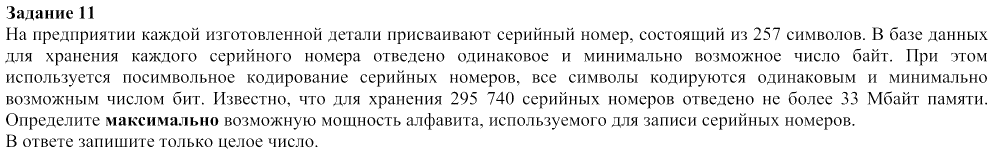 Задание 11
На предприятии каждой изготовленной детали присваивают серийный номер, состоящий из 257 символов. В базе данных
для хранения каждого серийного номера отведено одинаковое и минимально возможное число байт. При этом
используется посимвольное кодирование серийных номеров, все символы кодируются одинаковым и минимально
возможным числом бит. Известно, что для хранения 295 740 серийных номеров отведено не более 33 Мбайт памяти.
Определите максимально возможную мощность алфавита, используемого для записи серийных номеров.
В ответе запишите только целое число.